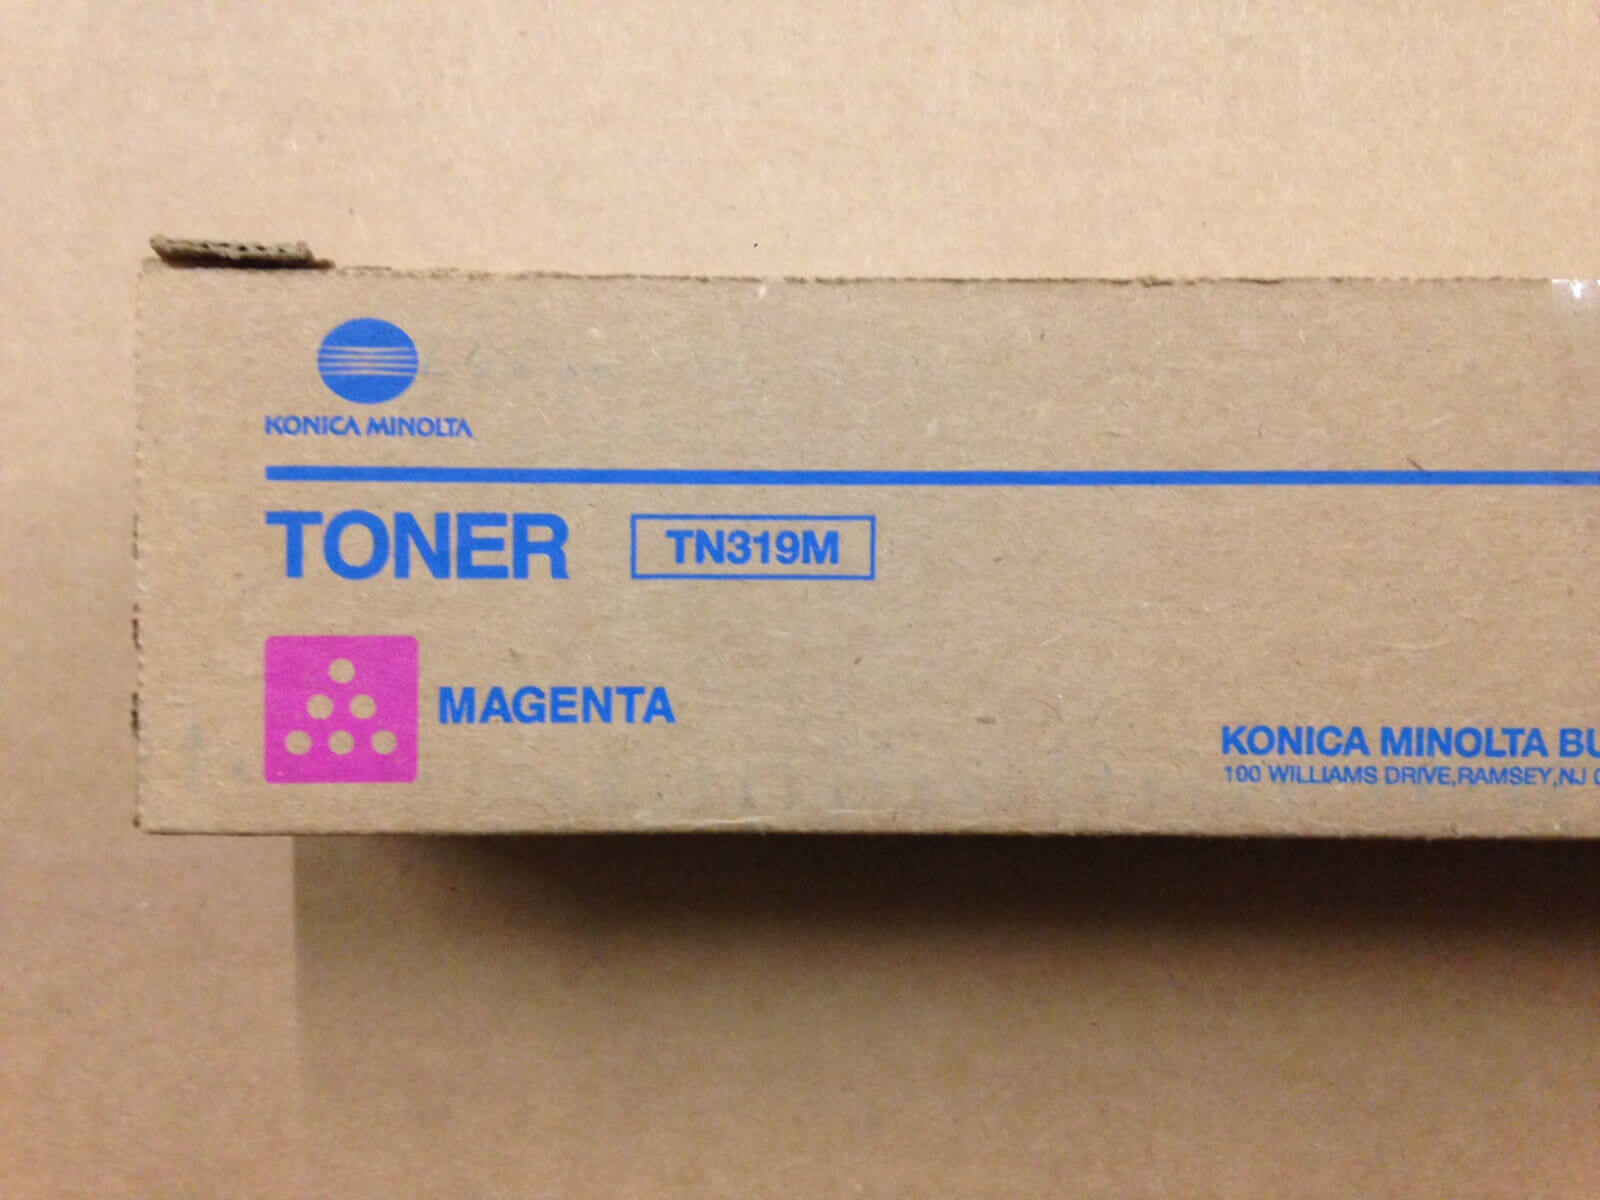 KONICA MINOLTA
TONER TN319M
MAGENTA
KONICA MINOLTA
100 WILLIAMS DRIVE, RAMSEY, NJ